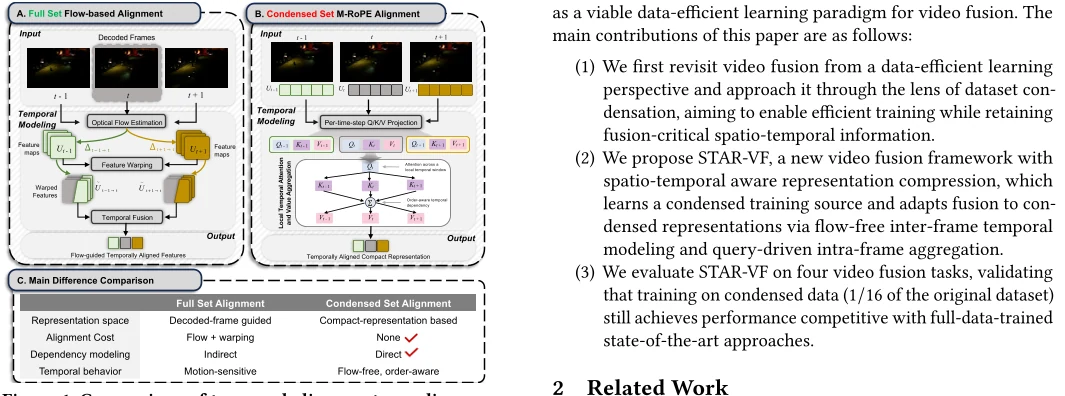 A. Full Set Flow-based Alignment
Input
Decoded Frames
t - 1
t
t + 1
Temporal
Modeling
Optical Flow Estimation
Feature
maps
Feature
maps
Feature Warping
Warped
Features
Temporal Fusion
Output
Flow-guided Temporally Aligned Features
B. Condensed Set M-RoPE Alignment
Input
t-1
t
t+1
Temporal
Modeling
Per-time-step Q/K/V Projection
Attention across a
local temporal window
Local Temporal Attention
and Value Aggregation
Order-aware temporal
dependency
Output
Temporally Aligned Compact Representation
C. Main Difference Comparison
Full Set Alignment Condensed Set Alignment
Representation space Decoded-frame guided Compact-representation based
Alignment Cost Flow + warping None ✓
Dependency modeling Indirect Direct ✓
Temporal behavior Motion-sensitive Flow-free, order-aware
as a viable data-efficient learning paradigm for video fusion. The
main contributions of this paper are as follows:
(1) We first revisit video fusion from a data-efficient learning
perspective and approach it through the lens of dataset con-
densation, aiming to enable efficient training while retaining
fusion-critical spatio-temporal information.
(2) We propose STAR-VF, a new video fusion framework with
spatio-temporal aware representation compression, which
learns a condensed training source and adapts fusion to con-
densed representations via flow-free inter-frame temporal
modeling and query-driven intra-frame aggregation.
(3) We evaluate STAR-VF on four video fusion tasks, validating
that training on condensed data (1/16 of the original dataset)
still achieves performance competitive with full-data-trained
state-of-the-art approaches.
2 Related Work